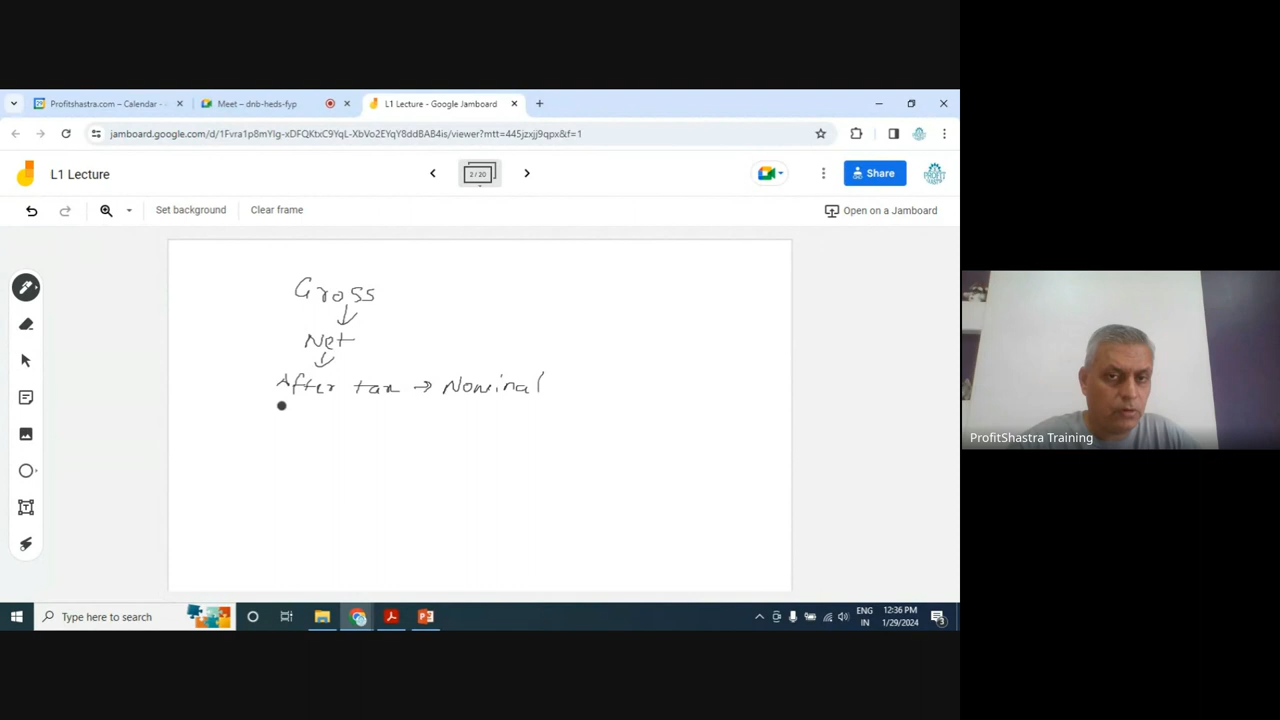 Profitshastra.com – Calendar -
Meet – dnb-heds-fyp
L1 Lecture - Google Jamboard
jamboard.google.com/d/1Fvra1p8mYlg-xDFQKtxC9YqL-XbVo2EYqY8ddBAB4is/viewer?mtt=445jzxjj9qpx&f=1
L1 Lecture
2 / 20
Share
Set background
Clear frame
Open on a Jamboard
Gross
Net
After tax → Nominal
ProfitShastra Training
Type here to search
ENG
IN
12:36 PM
1/29/2024
3